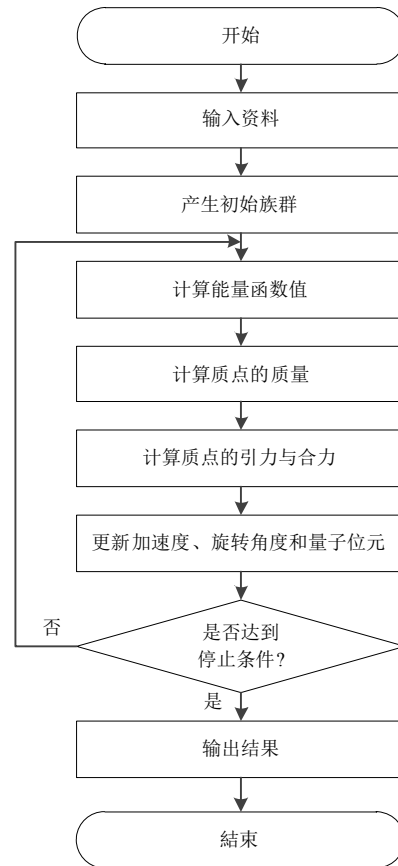 开始
输入资料
产生初始族群
计算能量函数值
计算质点的质量
计算质点的引力与合力
更新加速度、旋转角度和量子位元
否
是否达到
停止条件?
是
输出结果
結束